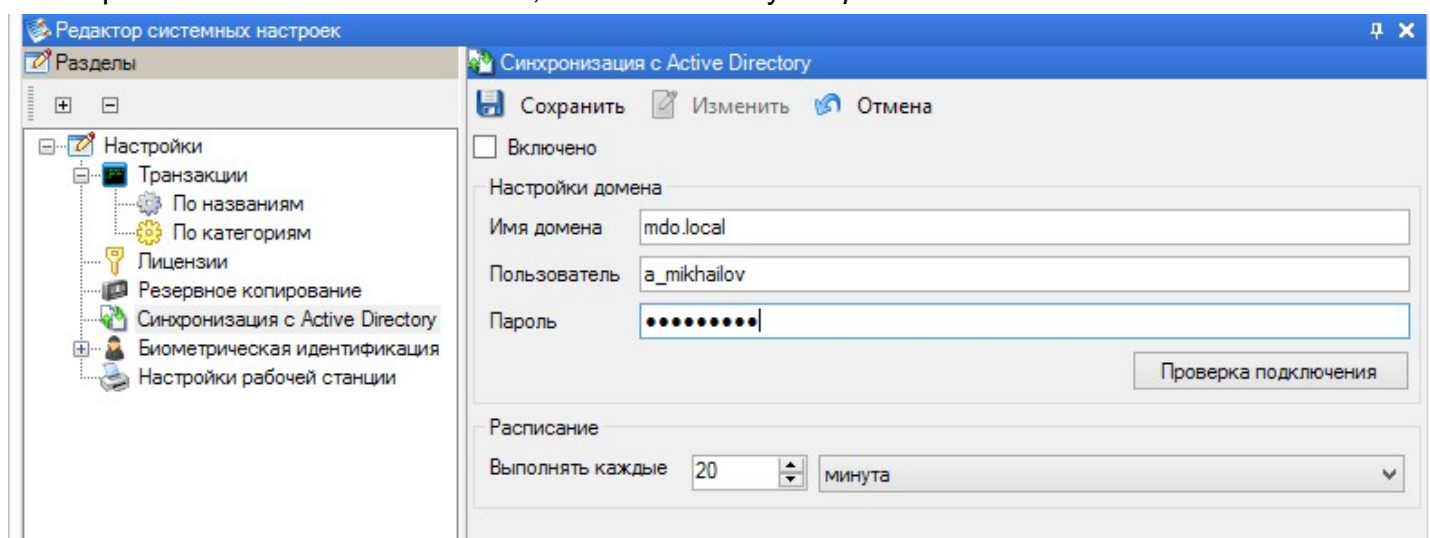 Редактор системных настроек
Разделы
Синхронизация с Active Directory
Сохранить Изменить Отмена
Настройки
Транзакции
По названиям
По категориям
Лицензии
Резервное копирование
Синхронизация с Active Directory
Биометрическая идентификация
Настройки рабочей станции
Включено
Настройки домена
Имя домена mdo.local
Пользователь a_mikhailov
Пароль •••••••••
Проверка подключения
Расписание
Выполнять каждые 20 минута